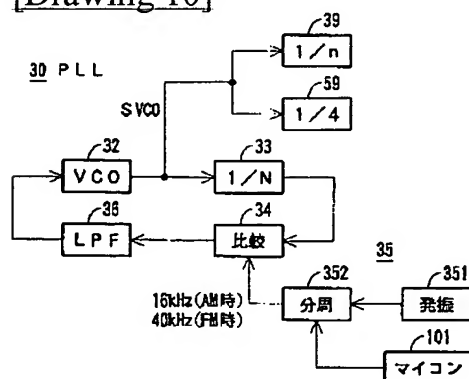 [Drawing 10]
39
1/n
30 PLL
59
1/4
SVCO
32
VCO
33
1/N
36
LPF
34
比較
35
16kHz(AM時)
40kHz(FM時)
352
分周
351
発振
101
マイコン